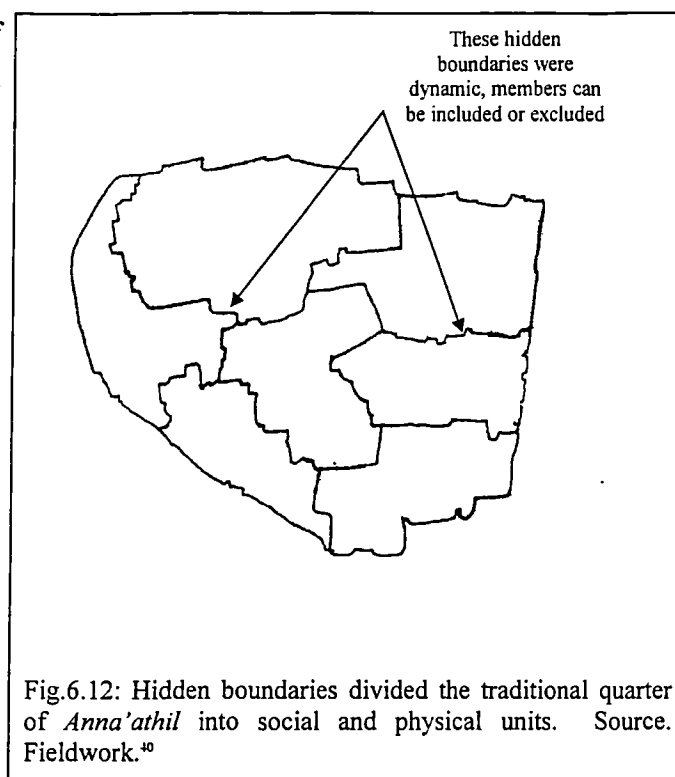 These hidden
boundaries were
dynamic, members can
be included or excluded
Fig.6.12: Hidden boundaries divided the traditional quarter
of Anna'athil into social and physical units. Source.
Fieldwork.⁴⁰